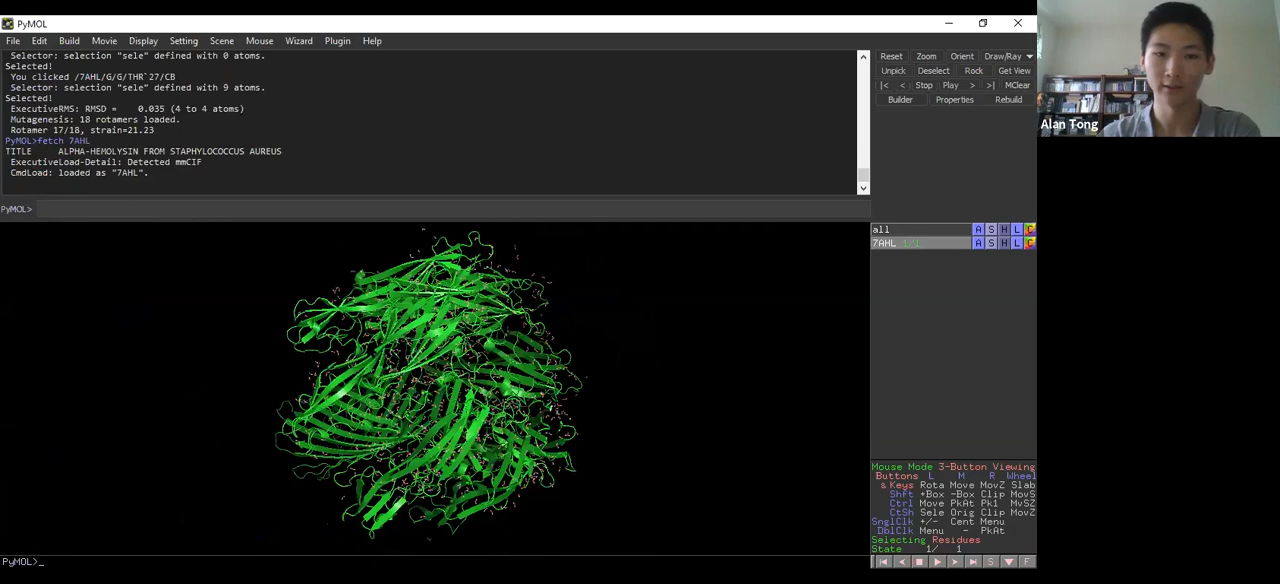 PyMOL
File Edit Build Movie Display Setting Scene Mouse Wizard Plugin Help
Selector: selection "sele" defined with 0 atoms.
Selected!
You clicked /7AHL/G/G/THR`27/CB
Selector: selection "sele" defined with 9 atoms.
Selected!
ExecutiveRMS: RMSD = 0.035 (4 to 4 atoms)
Mutagenesis: 18 rotamers loaded.
Rotamer 17/18, strain=21.23
PyMOL>fetch 7AHL
TITLE ALPHA-HEMOLYSIN FROM STAPHYLOCOCCUS AUREUS
ExecutiveLoad-Detail: Detected mmCIF
CmdLoad: loaded as "7AHL".
PyMOL>
Reset Zoom Orient Draw/Ray
Unpick Deselect Rock Get View
|< < Stop Play > >| MClear
Builder Properties Rebuild
Alan Tong
all A S H L C
7AHL 1/1 A S H L C
Mouse Mode 3-Button Viewing
Buttons L M R Wheel
& Keys Rota Move MovZ Slab
Shft +Box -Box Clip MovS
Ctrl Move PkAt Pk1 MvSZ
CtSh Sele Orig Clip MovZ
SnglClk +/- Cent Menu
DblClk Menu - PkAt
Selecting Residues
State 1/ 1
PyMOL>_
S F